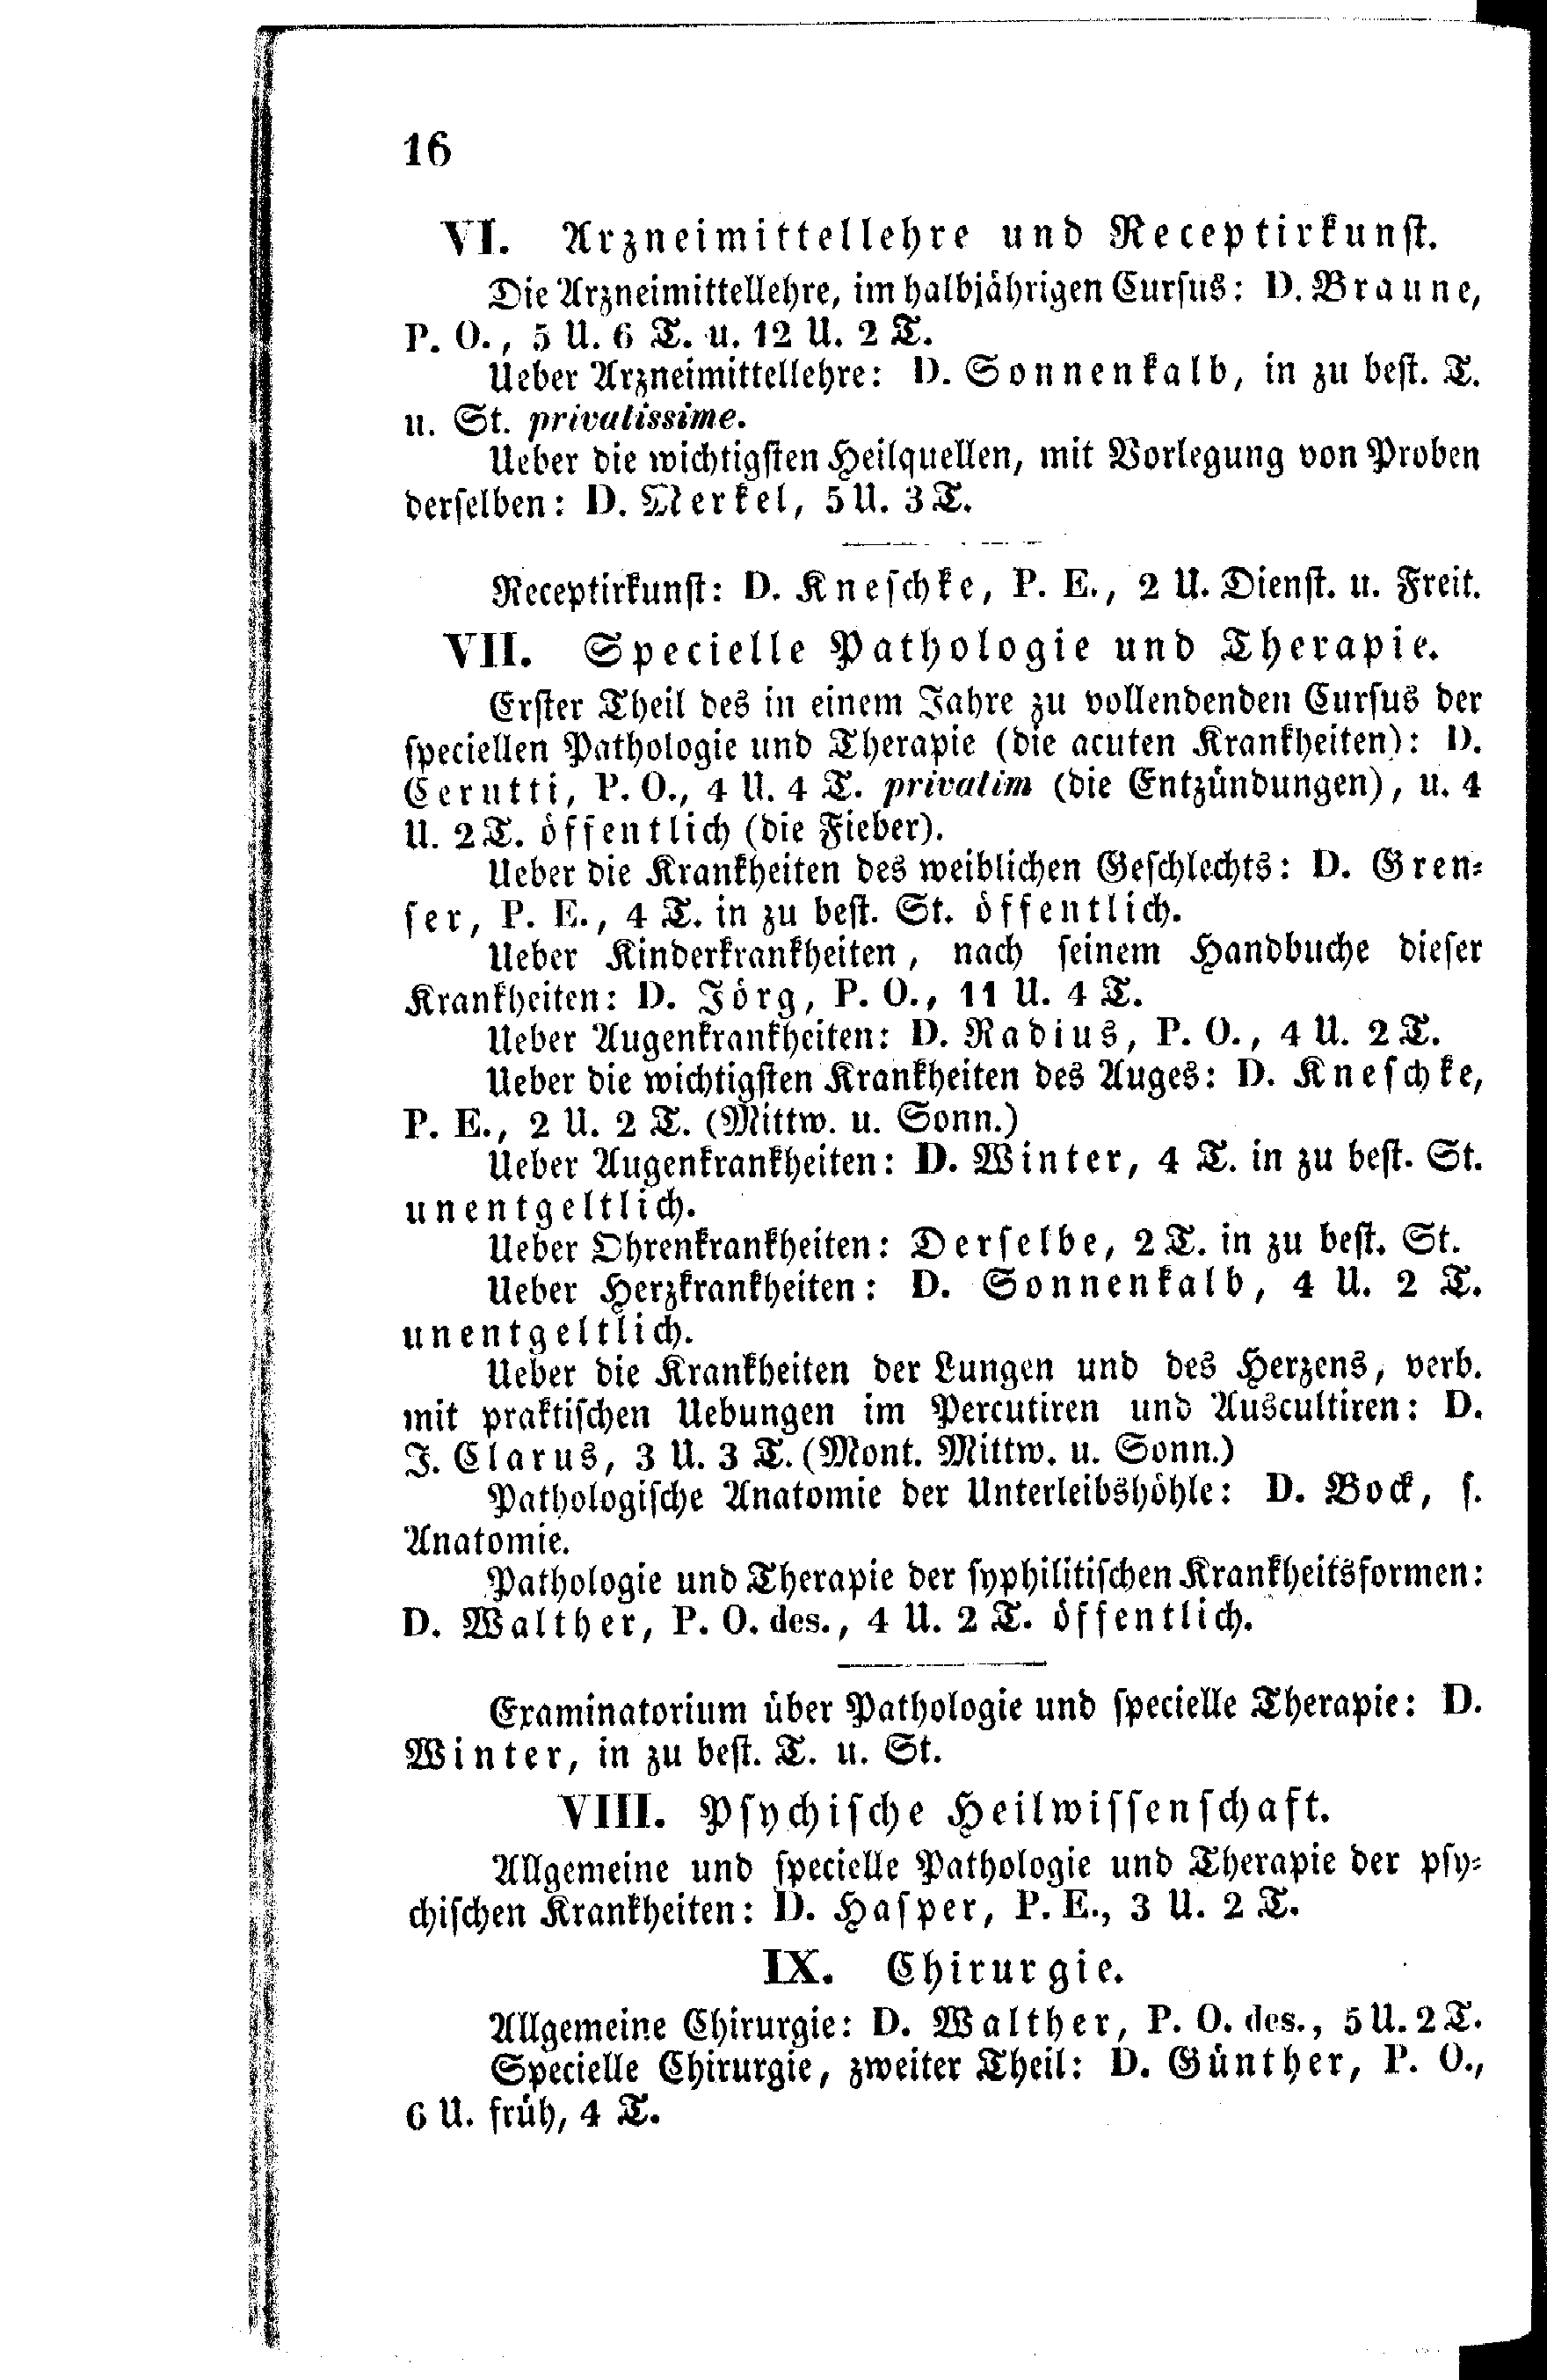 16
VI. Arzneimittellehre und Receptirkunst.
Die Arzneimittellehre, im halbjährigen Cursus: D. Braune,
P. O., 5 U. 6 T. u. 12 U. 2 T.
Ueber Arzneimittellehre: D. Sonnenkalb, in zu best. T.
u. St. privatissime.
Ueber die wichtigsten Heilquellen, mit Vorlegung von Proben
derselben: D. Merkel, 5 U. 3 T.
Receptirkunst: D. Kneschke, P. E., 2 U. Dienst. u. Freit.
VII. Specielle Pathologie und Therapie.
Erster Theil des in einem Jahre zu vollendenden Cursus der
speciellen Pathologie und Therapie (die acuten Krankheiten): D.
Cerutti, P. O., 4 U. 4 T. privatim (die Entzündungen), u. 4
U. 2 T. öffentlich (die Fieber).
Ueber die Krankheiten des weiblichen Geschlechts: D. Gren-
ser, P. E., 4 T. in zu best. St. öffentlich.
Ueber Kinderkrankheiten, nach seinem Handbuche dieser
Krankheiten: D. Jörg, P. O., 11 U. 4 T.
Ueber Augenkrankheiten: D. Radius, P. O., 4 U. 2 T.
Ueber die wichtigsten Krankheiten des Auges: D. Kneschke,
P. E., 2 U. 2 T. (Mittw. u. Sonn.)
Ueber Augenkrankheiten: D. Winter, 4 T. in zu best. St.
unentgeltlich.
Ueber Ohrenkrankheiten: Derselbe, 2 T. in zu best. St.
Ueber Herzkrankheiten: D. Sonnenkalb, 4 U. 2 T.
unentgeltlich.
Ueber die Krankheiten der Lungen und des Herzens, verb.
mit praktischen Uebungen im Percutiren und Auscultiren: D.
J. Clarus, 3 U. 3 T. (Mont. Mittw. u. Sonn.)
Pathologische Anatomie der Unterleibshöhle: D. Bock, s.
Anatomie.
Pathologie und Therapie der syphilitischen Krankheitsformen:
D. Walther, P. O. des., 4 U. 2 T. öffentlich.
Examinatorium über Pathologie und specielle Therapie: D.
Winter, in zu best. T. u. St.
VIII. Psychische Heilwissenschaft.
Allgemeine und specielle Pathologie und Therapie der psy-
chischen Krankheiten: D. Hasper, P. E., 3 U. 2 T.
IX. Chirurgie.
Allgemeine Chirurgie: D. Walther, P. O. des., 5 U. 2 T.
Specielle Chirurgie, zweiter Theil: D. Günther, P. O.,
6 U. früh, 4 T.